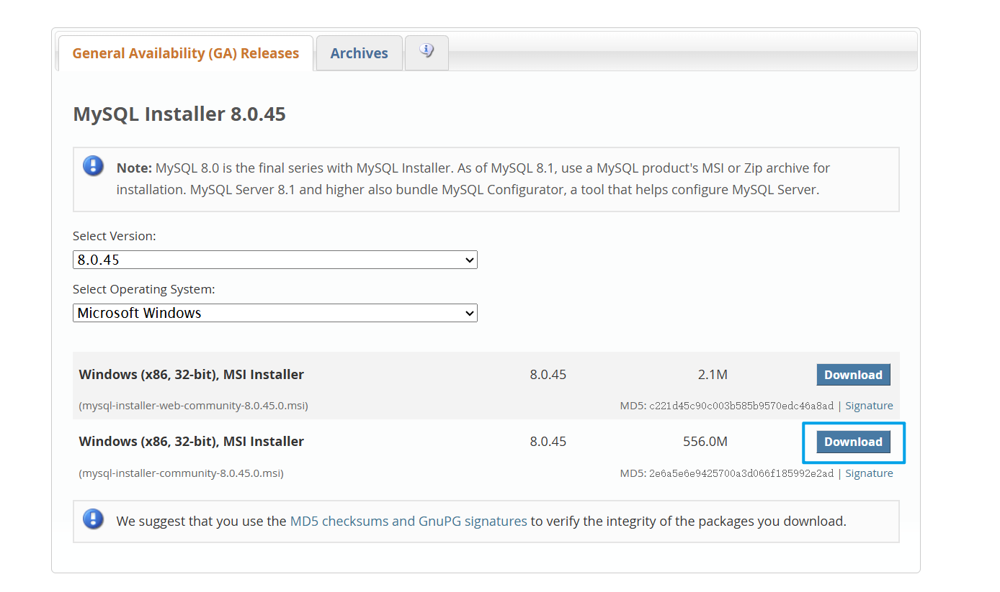 General Availability (GA) Releases
Archives
MySQL Installer 8.0.45
Note: MySQL 8.0 is the final series with MySQL Installer. As of MySQL 8.1, use a MySQL product's MSI or Zip archive for
installation. MySQL Server 8.1 and higher also bundle MySQL Configurator, a tool that helps configure MySQL Server.
Select Version:
8.0.45
Select Operating System:
Microsoft Windows
Windows (x86, 32-bit), MSI Installer 8.0.45 2.1M Download
(mysql-installer-web-community-8.0.45.0.msi) MD5: c221d45c90c003b585b9570edc46a8ad | Signature
Windows (x86, 32-bit), MSI Installer 8.0.45 556.0M Download
(mysql-installer-community-8.0.45.0.msi) MD5: 2e6a5e6e9425700a3d066f185992e2ad | Signature
We suggest that you use the MD5 checksums and GnuPG signatures to verify the integrity of the packages you download.